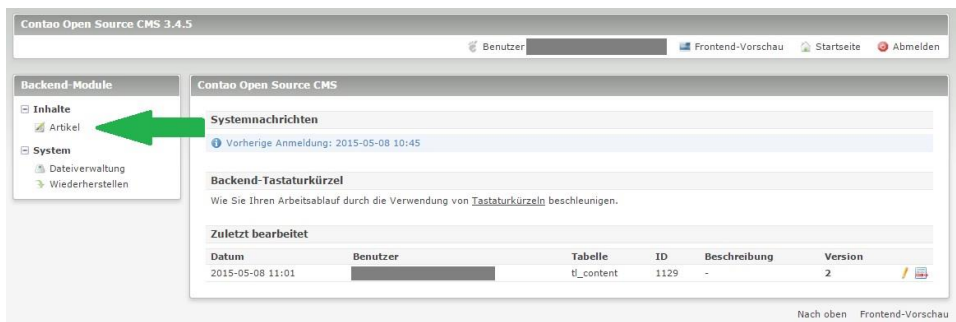 Contao Open Source CMS 3.4.5
Benutzer Frontend-Vorschau Startseite Abmelden
Backend-Module
Inhalte
Artikel
System
Dateiverwaltung
Wiederherstellen
Contao Open Source CMS
Systemnachrichten
Vorherige Anmeldung: 2015-05-08 10:45
Backend-Tastaturkürzel
Wie Sie Ihren Arbeitsablauf durch die Verwendung von Tastaturkürzeln beschleunigen.
Zuletzt bearbeitet
Datum Benutzer Tabelle ID Beschreibung Version
2015-05-08 11:01 tl_content 1129 - 2
Nach oben Frontend-Vorschau